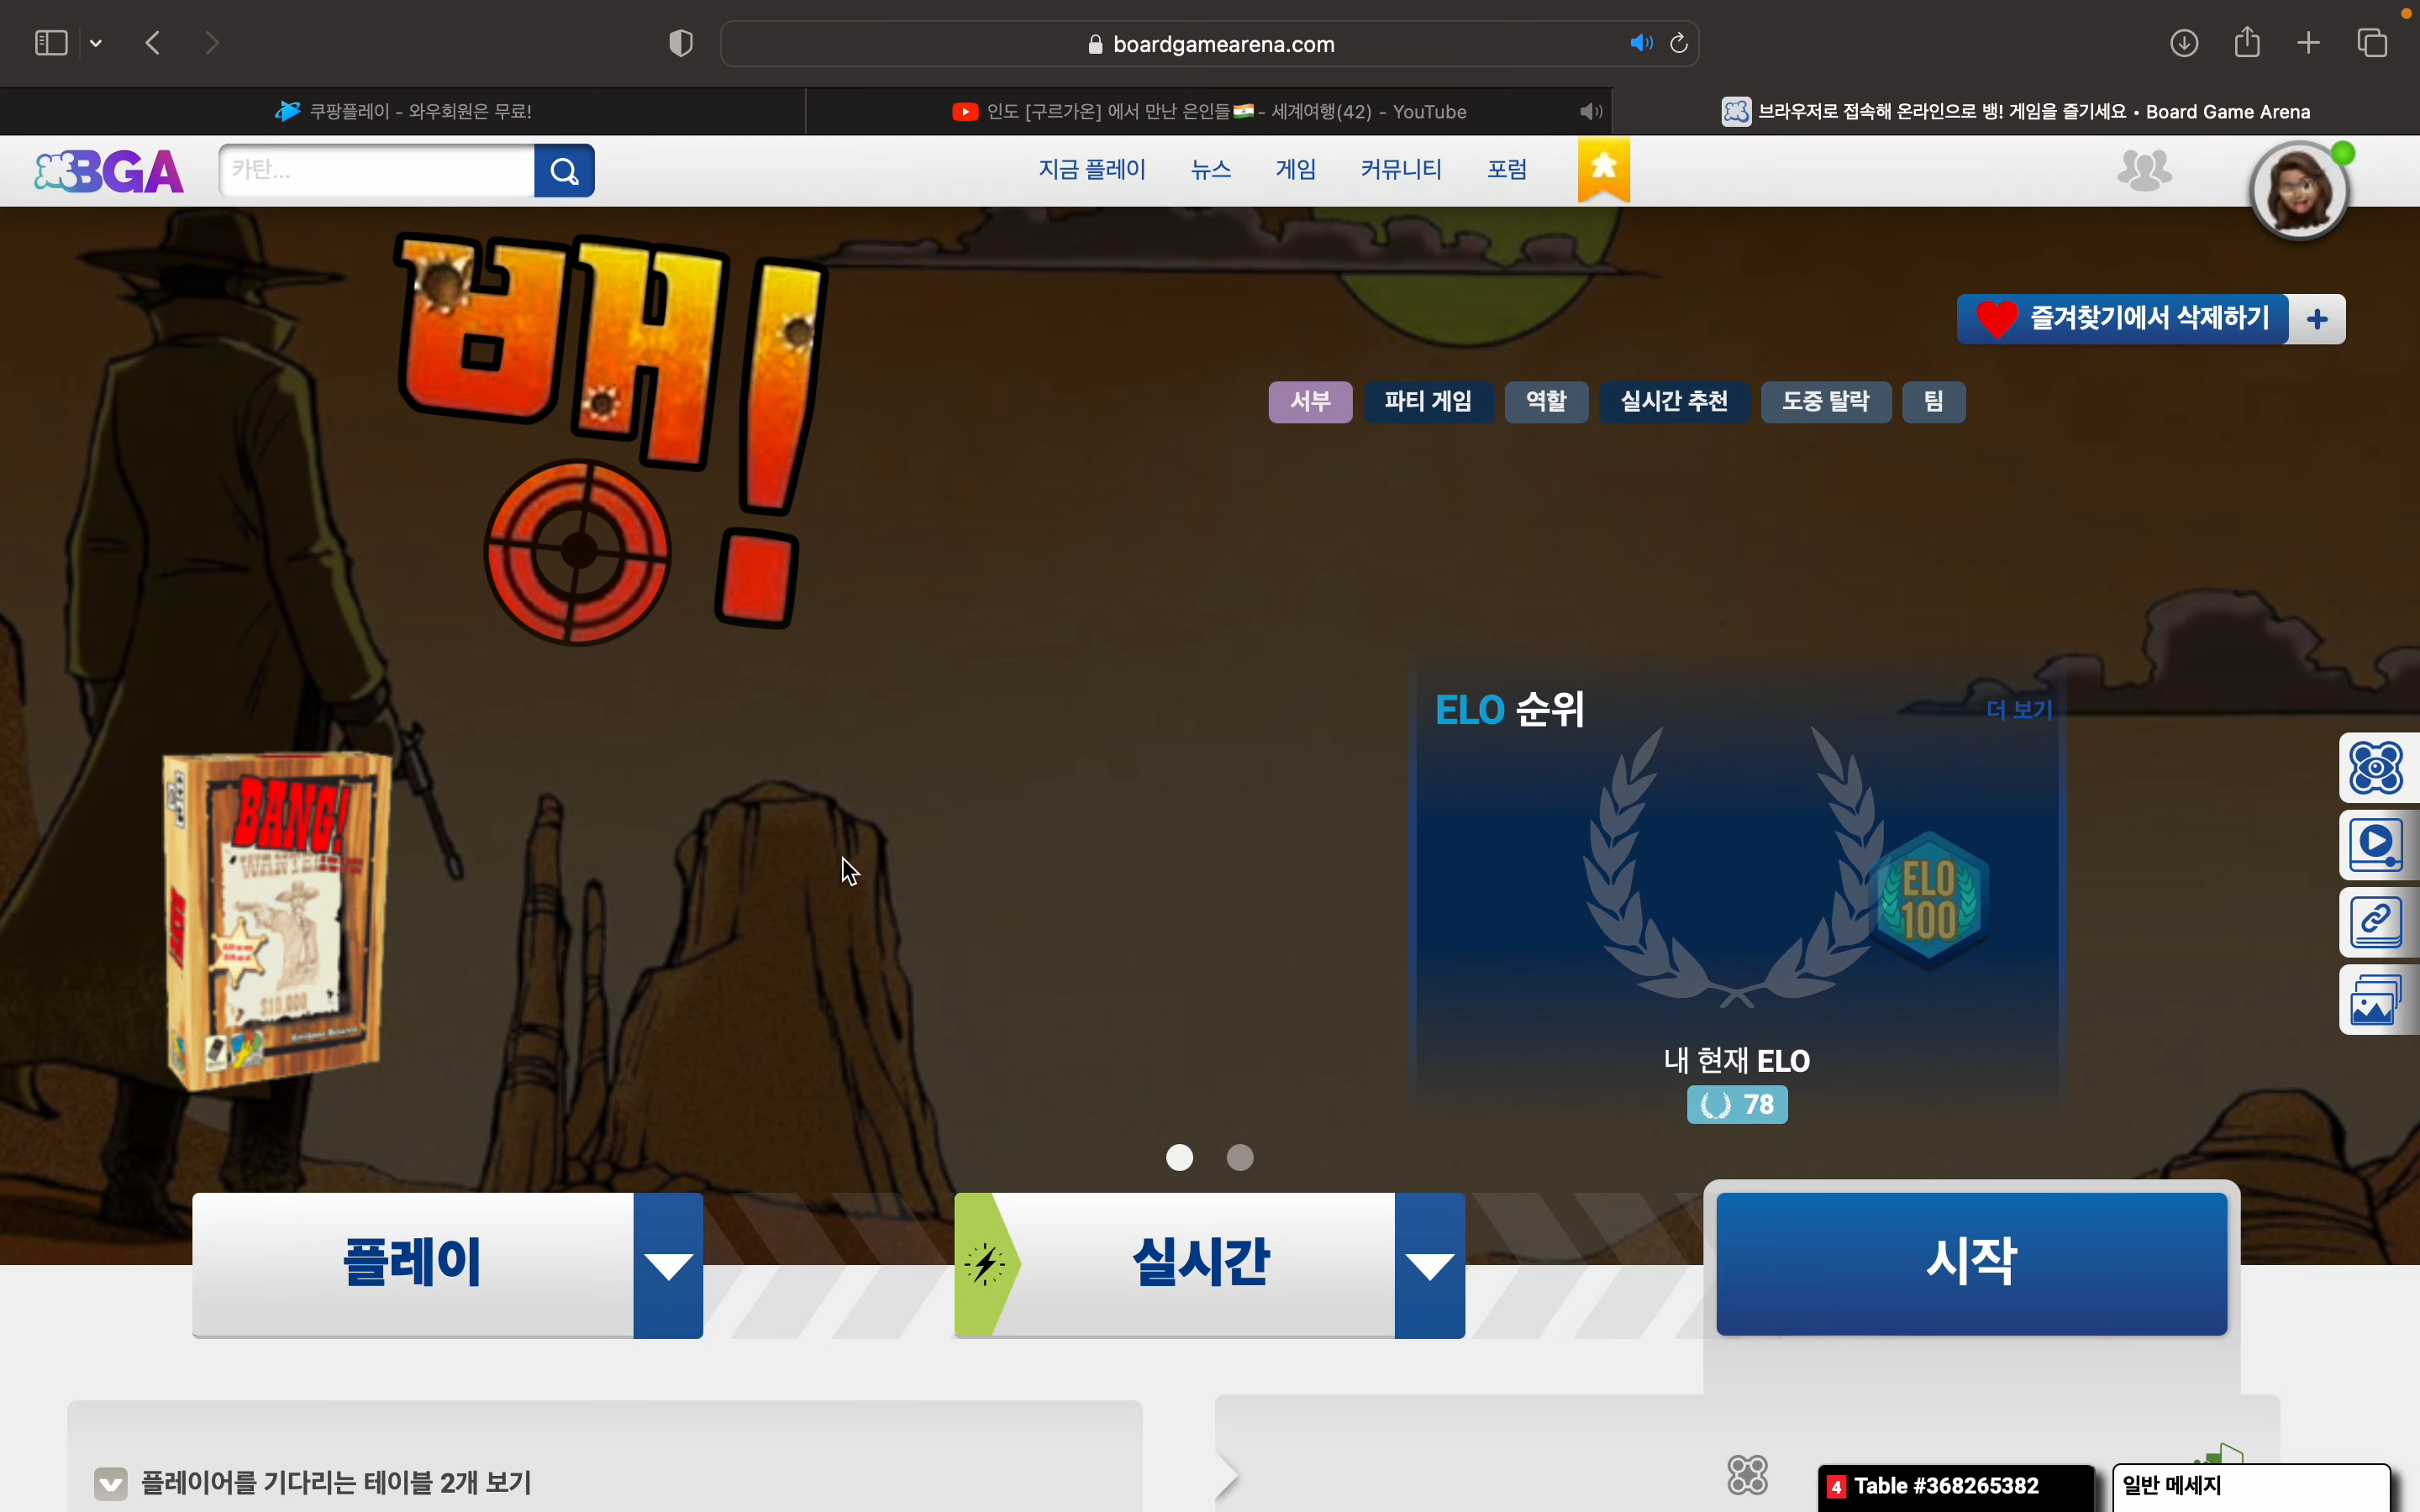 boardgamearena.com
쿠팡플레이 - 와우회원은 무료!
인도 [구르가온] 에서 만난 은인들🇮🇳 - 세계여행(42) - YouTube
브라우저로 접속해 온라인으로 뱅! 게임을 즐기세요 • Board Game Arena
BGA
카탄...
지금 플레이
뉴스
게임
커뮤니티
포럼
뱅!
즐겨찾기에서 삭제하기 +
서부
파티 게임
역할
실시간 추천
도중 탈락
팀
ELO 순위
더 보기
BANG!
WANTED
$10.000
ELO
100
내 현재 ELO
78
플레이
실시간
시작
플레이어를 기다리는 테이블 2개 보기
4 Table #368265382
일반 메세지